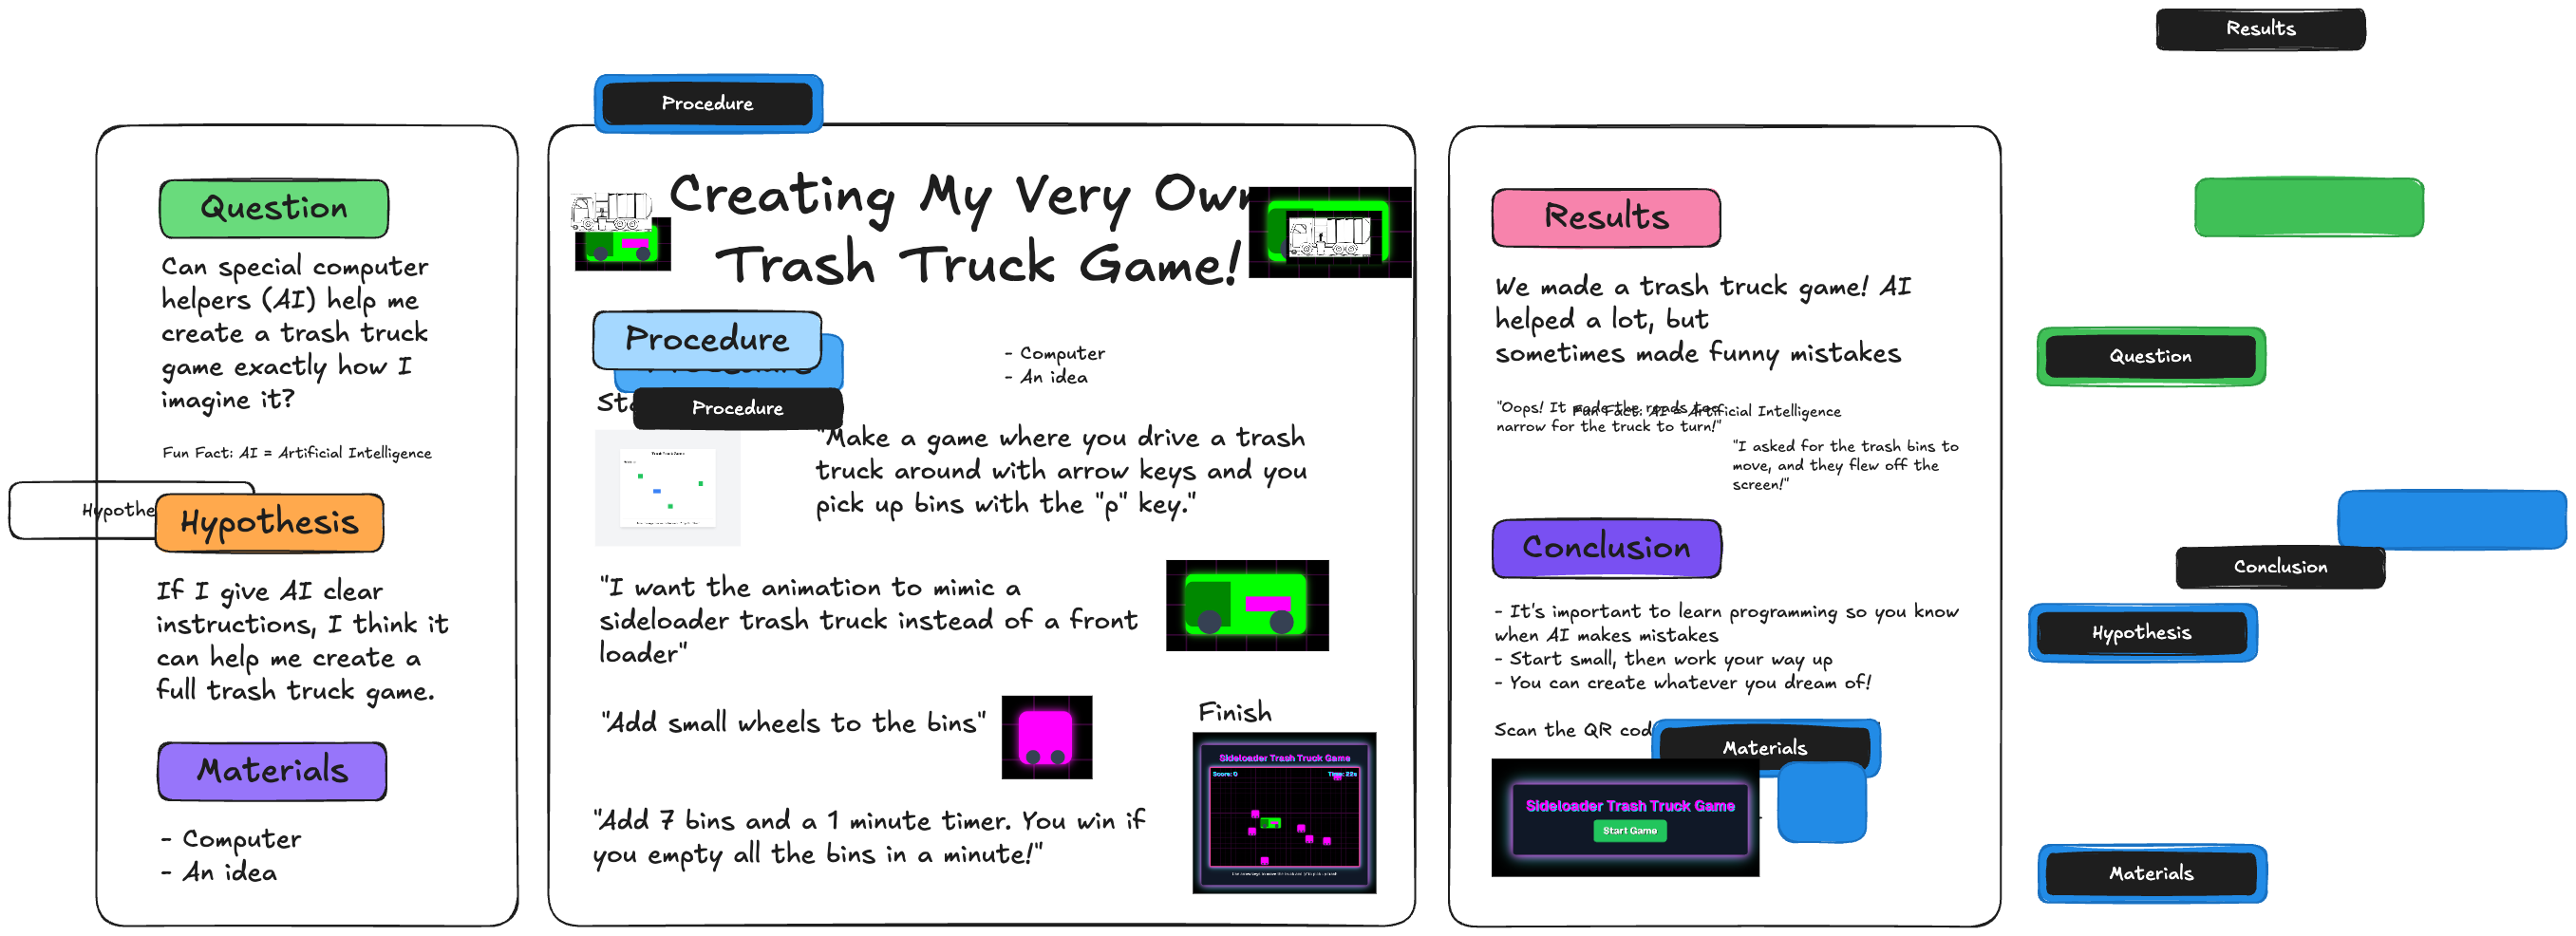 Results
Procedure
Question
Can special computer
helpers (AI) help me
create a trash truck
game exactly how I
imagine it?
Fun Fact: AI = Artificial Intelligence
Hypothe
Hypothesis
If I give AI clear
instructions, I think it
can help me create a
full trash truck game.
Materials
- Computer
- An idea
Creating My Very Own
Trash Truck Game!
Procedure
- Computer
- An idea
Procedure
"Make a game where you drive a trash
truck around with arrow keys and you
pick up bins with the "p" key."
"I want the animation to mimic a
sideloader trash truck instead of a front
loader"
"Add small wheels to the bins"
"Add 7 bins and a 1 minute timer. You win if
you empty all the bins in a minute!"
Finish
Sideloader Trash Truck Game
Score: 0
Time: 22s
Results
We made a trash truck game! AI
helped a lot, but
sometimes made funny mistakes
"Oops! It made the roads too
narrow for the truck to turn!"
Fun Fact: AI = Artificial Intelligence
"I asked for the trash bins to
move, and they flew off the
screen!"
Conclusion
- It's important to learn programming so you know
when AI makes mistakes
- Start small, then work your way up
- You can create whatever you dream of!
Scan the QR cod
Materials
Sideloader Trash Truck Game
Start Game
Question
Conclusion
Hypothesis
Materials